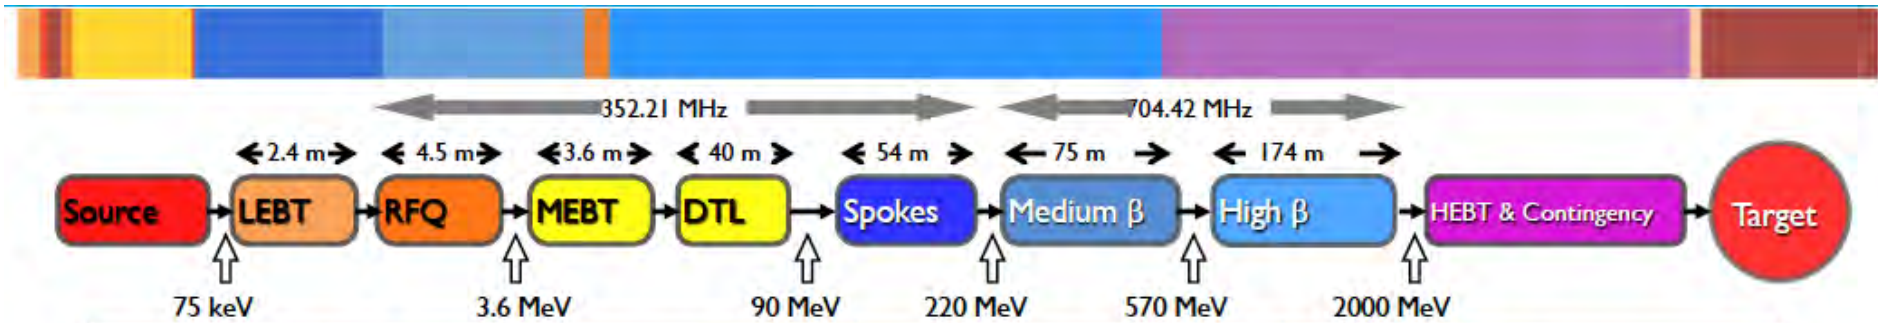 352.21 MHz 704.42 MHz
2.4 m 4.5 m 3.6 m 40 m 54 m 75 m 174 m
Source LEBT RFQ MEBT DTL Spokes Medium β High β HEBT & Contingency Target
75 keV 3.6 MeV 90 MeV 220 MeV 570 MeV 2000 MeV